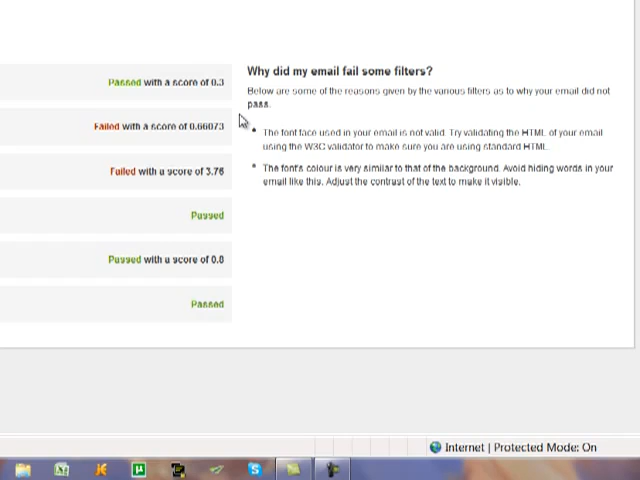 Passed with a score of 0.3
Failed with a score of 0.66073
Failed with a score of 3.76
Passed
Passed with a score of 0.8
Passed
Why did my email fail some filters?
Below are some of the reasons given by the various filters as to why your email did not
pass.
• The font face used in your email is not valid. Try validating the HTML of your email
using the W3C validator to make sure you are using standard HTML.
• The font's colour is very similar to that of the background. Avoid hiding words in your
email like this. Adjust the contrast of the text to make it visible.
Internet | Protected Mode: On